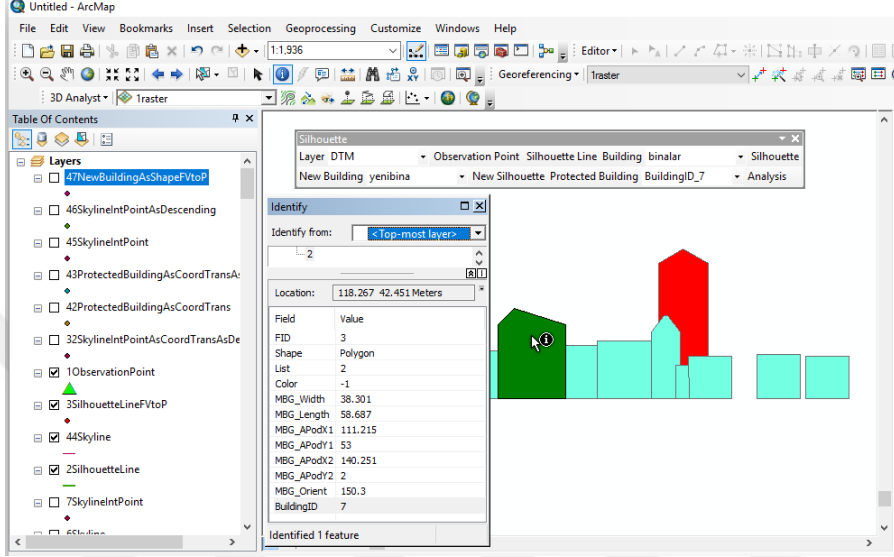 Untitled - ArcMap
File Edit View Bookmarks Insert Selection Geoprocessing Customize Windows Help
1:1,936 Editor
Georeferencing 1raster
3D Analyst 1raster
Table Of Contents
Layers
47NewBuildingAsShapeFVtoP
46SkylineIntPointAsDescending
45SkylineIntPoint
43ProtectedBuildingAsCoordTransAs
42ProtectedBuildingAsCoordTrans
32SkylineIntPointAsCoordTransAsDe
1ObservationPoint
3SilhouetteLineFVtoP
44Skyline
2SilhouetteLine
7SkylineIntPoint
6Skyline
Silhouette
Layer DTM Observation Point Silhouette Line Building binalar Silhouette
New Building yenibina New Silhouette Protected Building BuildingID_7 Analysis
Identify
Identify from: <Top-most layer>
2
Location: 118.267 42.451 Meters
Field Value
FID 3
Shape Polygon
List 2
Color -1
MBG_Width 38.301
MBG_Length 58.687
MBG_APodX1 111.215
MBG_APodY1 53
MBG_APodX2 140.251
MBG_APodY2 2
MBG_Orient 150.3
BuildingID 7
Identified 1 feature